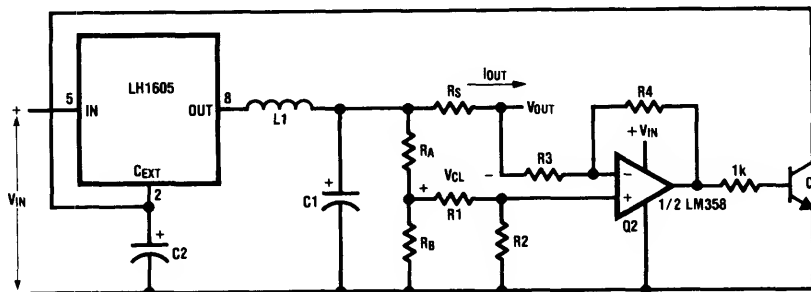 LH1605
5
IN
OUT
8
CEXT
2
+
VIN
C2
+
L1
C1
+
RS
IOUT
VOUT
RA
RB
VCL
+
−
R1
R2
R3
R4
+VIN
−
+
Q2
1/2 LM358
1k